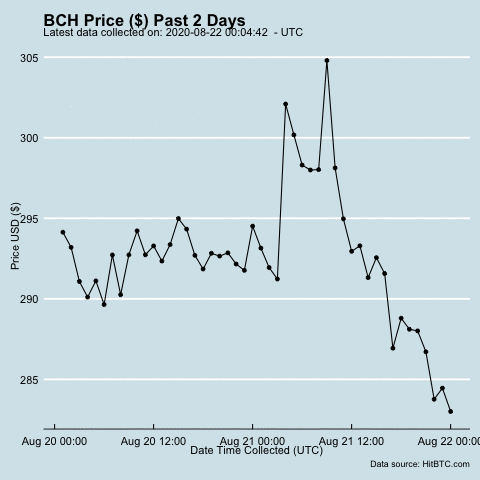 BCH Price ($) Past 2 Days
Latest data collected on: 2020-08-22 00:04:42 - UTC
305
300
295
290
285
Price USD ($)
Aug 20 00:00 Aug 20 12:00 Aug 21 00:00 Aug 21 12:00 Aug 22 00:00
Date Time Collected (UTC)
Data source: HitBTC.com